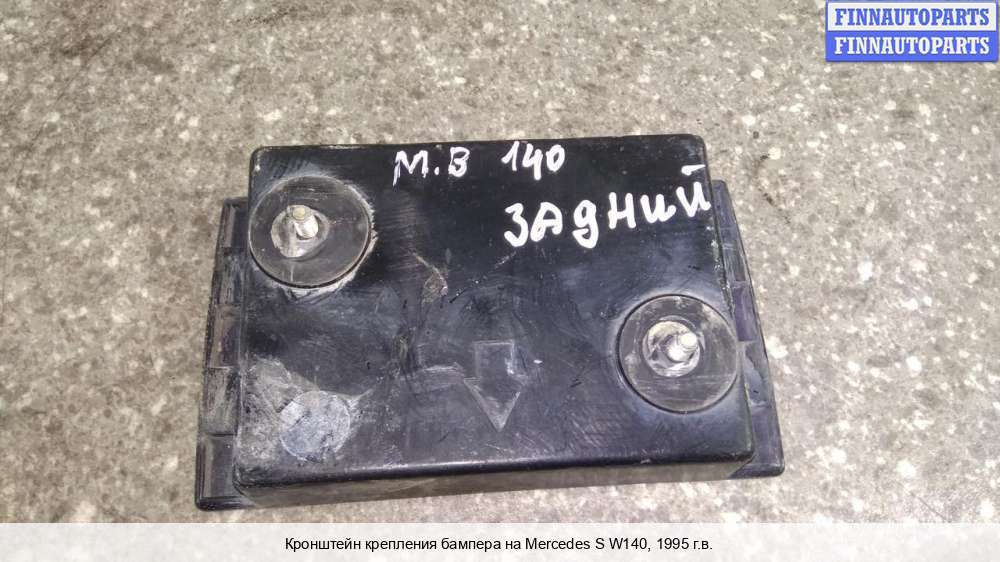 FINNAUTOPARTS
FINNAUTOPARTS
М.В 140
ЗАДНИЙ
Кронштейн крепления бампера на Mercedes S W140, 1995 г.в.